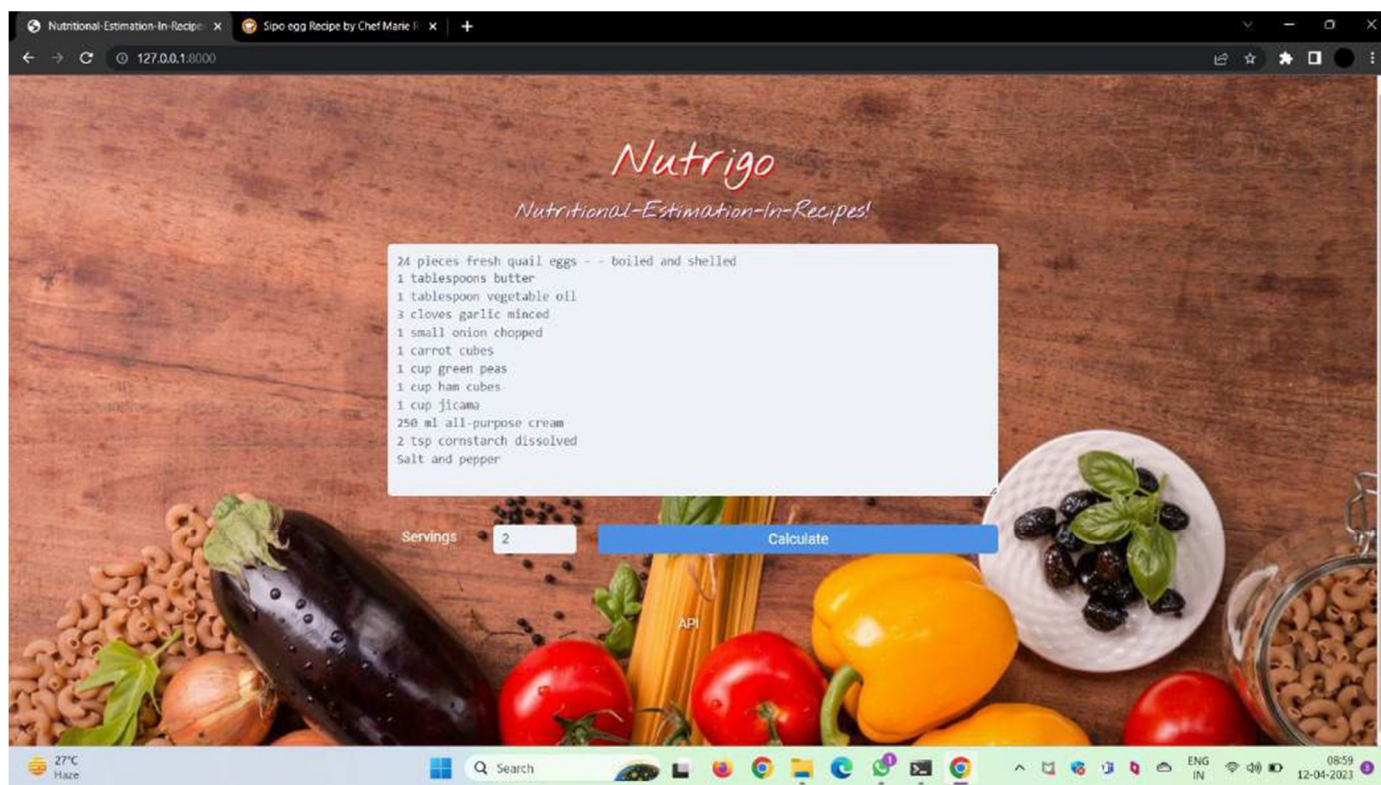 Nutritional-Estimation-In-Recipe
Sipo egg Recipe by Chef Marie R
127.0.0.1:8000
Nutrigo
Nutritional-Estimation-In-Recipes!
24 pieces fresh quail eggs - - boiled and shelled
1 tablespoons butter
1 tablespoon vegetable oil
3 cloves garlic minced
1 small onion chopped
1 carrot cubes
1 cup green peas
1 cup ham cubes
1 cup jicama
250 ml all-purpose cream
2 tsp cornstarch dissolved
Salt and pepper
Servings 2 Calculate
API
27°C
Haze
Search
1
ENG
IN
08:59
12-04-2023
3